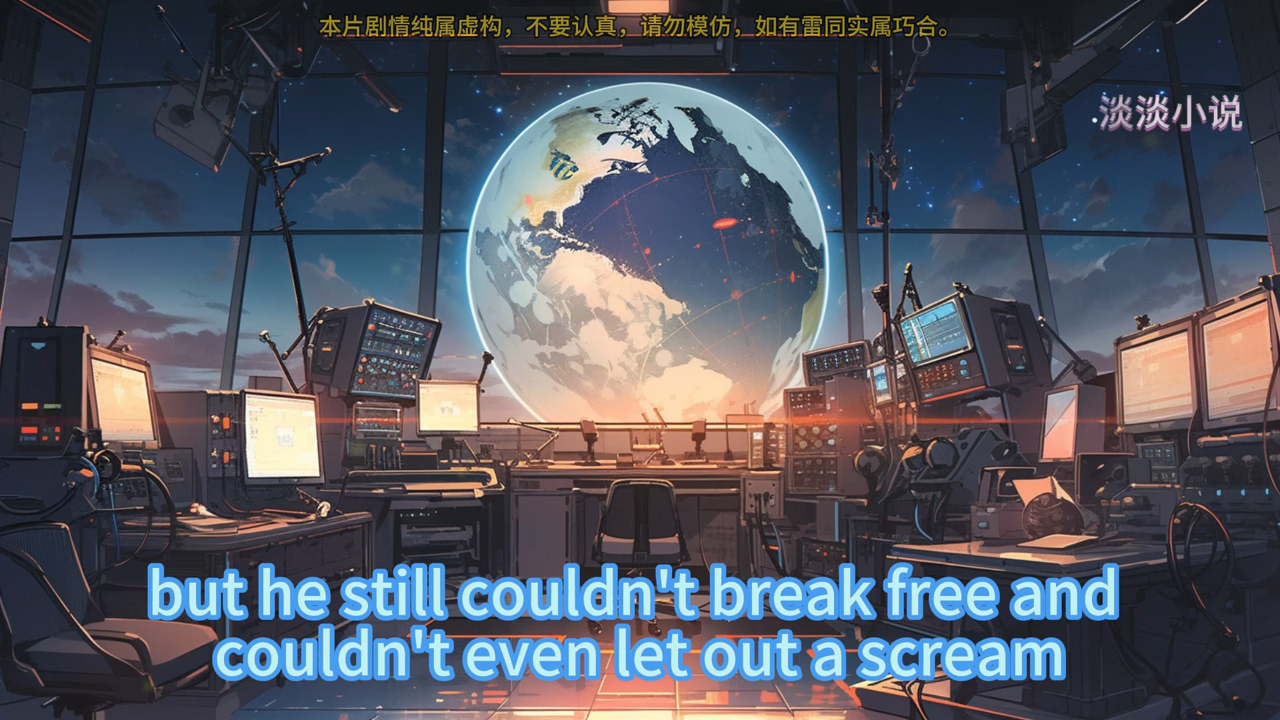 本片剧情纯属虚构，不要认真，请勿模仿，如有雷同实属巧合。
.淡淡小说
but he still couldn't break free and
couldn't even let out a scream